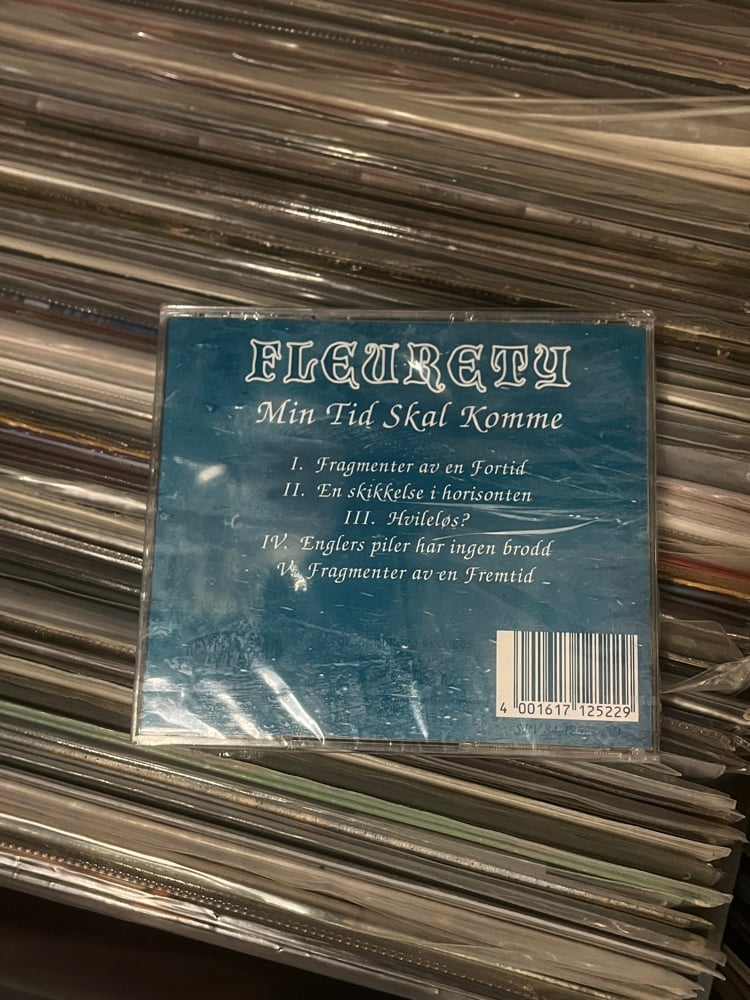 FLEURETY
Min Tid Skal Komme
I. Fragmenter av en Fortid
II. En skikkelse i horisonten
III. Hvileløs?
IV. Englers piler har ingen brodd
V. Fragmenter av en Fremtid
4 001617 125229